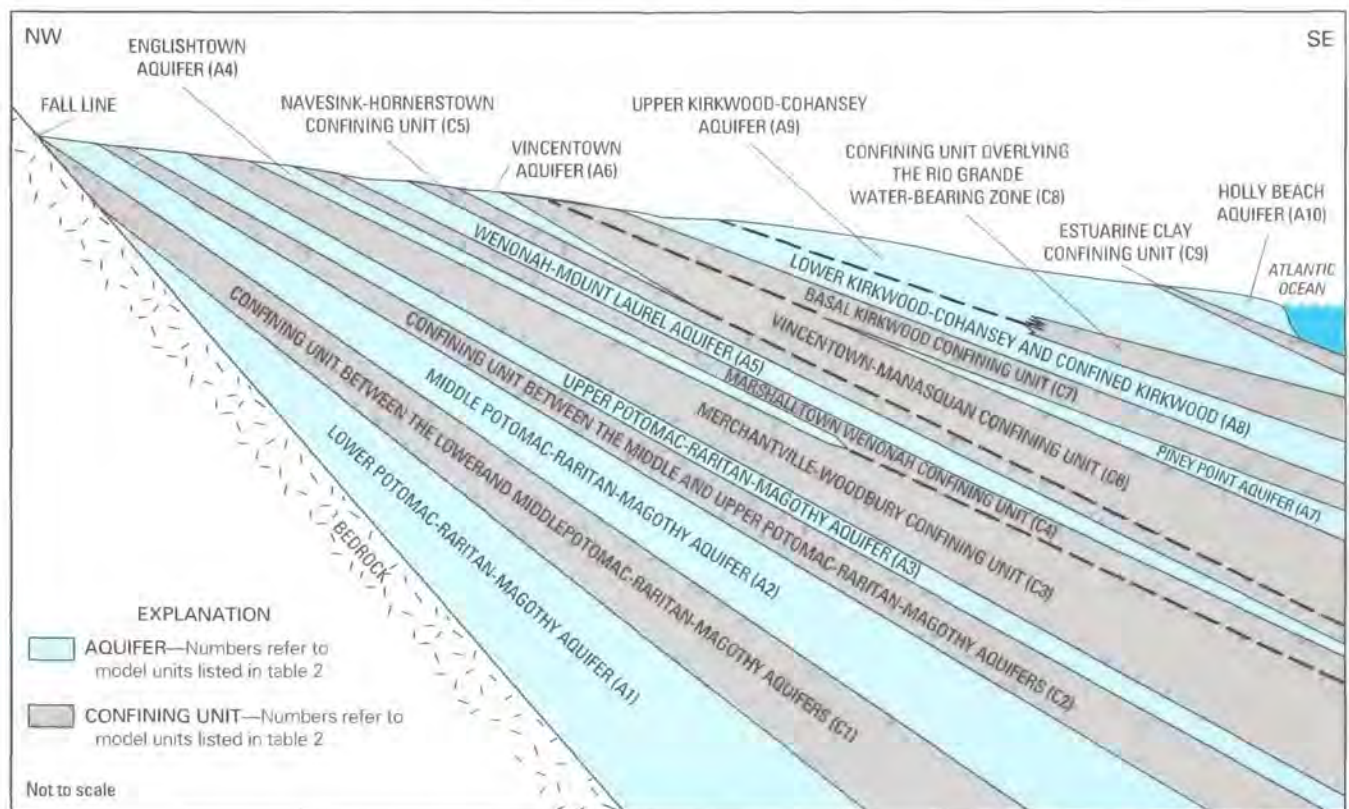 NW
SE
ENGLISHTOWN
AQUIFER (A4)
FALL LINE
NAVESINK-HORNERSTOWN
CONFINING UNIT (C5)
VINCENTOWN
AQUIFER (A6)
UPPER KIRKWOOD-COHANSEY
AQUIFER (A9)
CONFINING UNIT OVERLYING
THE RIO GRANDE
WATER-BEARING ZONE (C8)
ESTUARINE CLAY
CONFINING UNIT (C9)
HOLLY BEACH
AQUIFER (A10)
ATLANTIC
OCEAN
LOWER KIRKWOOD-COHANSEY AND CONFINED KIRKWOOD (A8)
BASAL KIRKWOOD CONFINING UNIT (C7)
PINEY POINT AQUIFER (A7)
VINCENTOWN-MANASQUAN CONFINING UNIT (C6)
WENONAH-MOUNT LAUREL AQUIFER (A5)
MARSHALLTOWN WENONAH CONFINING UNIT (C4)
MERCHANTVILLE-WOODBURY CONFINING UNIT (C3)
UPPER POTOMAC-RARITAN-MAGOTHY AQUIFER (A3)
CONFINING UNIT BETWEEN THE MIDDLE AND UPPER POTOMAC-RARITAN-MAGOTHY AQUIFERS (C2)
MIDDLE POTOMAC-RARITAN-MAGOTHY AQUIFER (A2)
CONFINING UNIT BETWEEN THE LOWERAND MIDDLEPOTOMAC-RARITAN-MAGOTHY AQUIFERS (C1)
LOWER POTOMAC-RARITAN-MAGOTHY AQUIFER (A1)
BEDROCK
EXPLANATION
AQUIFER—Numbers refer to
model units listed in table 2
CONFINING UNIT—Numbers refer to
model units listed in table 2
Not to scale